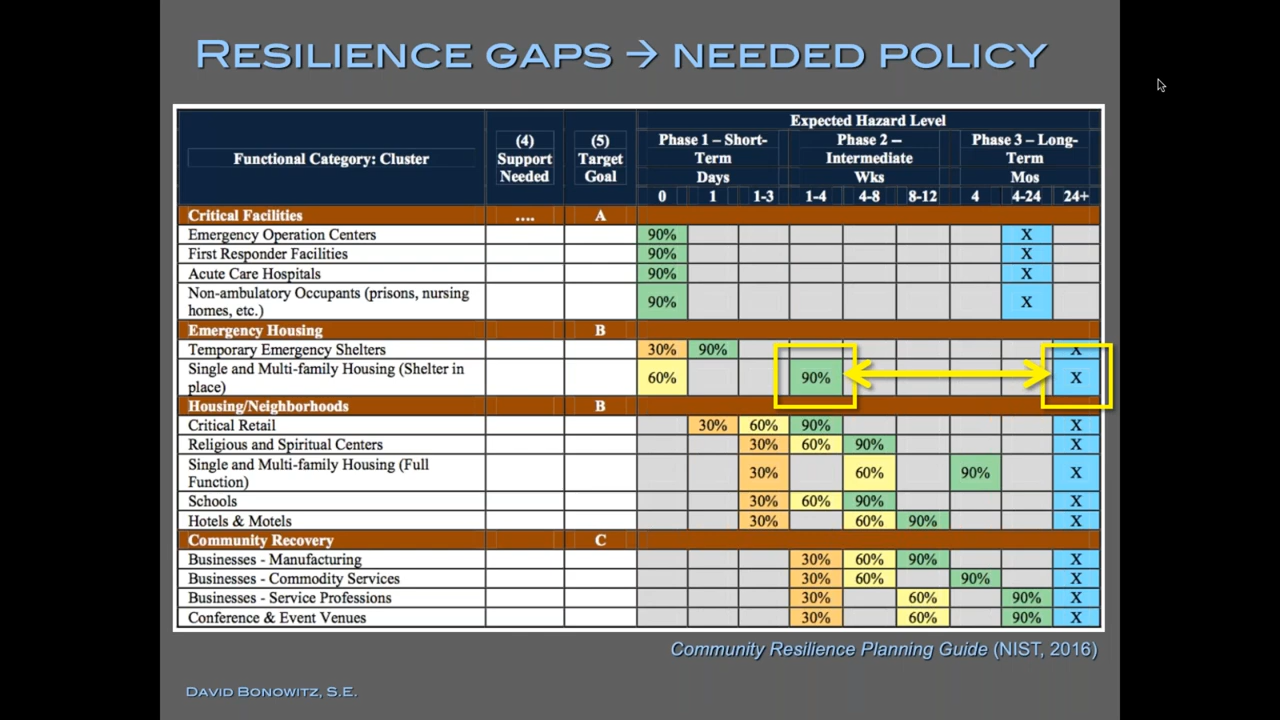 RESILIENCE GAPS → NEEDED POLICY
Functional Category: Cluster
(4) Support Needed
(5) Target Goal
Expected Hazard Level
Phase 1 – Short-Term
Phase 2 – Intermediate
Phase 3 – Long-Term
Days
Wks
Mos
0 1 1-3 1-4 4-8 8-12 4 4-24 24+
Critical Facilities .... A
Emergency Operation Centers 90% X
First Responder Facilities 90% X
Acute Care Hospitals 90% X
Non-ambulatory Occupants (prisons, nursing
homes, etc.) 90% X
Emergency Housing B
Temporary Emergency Shelters 30% 90% X
Single and Multi-family Housing (Shelter in
place) 60% 90% X
Housing/Neighborhoods B
Critical Retail 30% 60% 90% X
Religious and Spiritual Centers 30% 60% 90% X
Single and Multi-family Housing (Full
Function) 30% 60% 90% X
Schools 30% 60% 90% X
Hotels & Motels 30% 60% 90% X
Community Recovery C
Businesses - Manufacturing 30% 60% 90% X
Businesses - Commodity Services 30% 60% 90% X
Businesses - Service Professions 30% 60% 90% X
Conference & Event Venues 30% 60% 90% X
Community Resilience Planning Guide (NIST, 2016)
DAVID BONOWITZ, S.E.